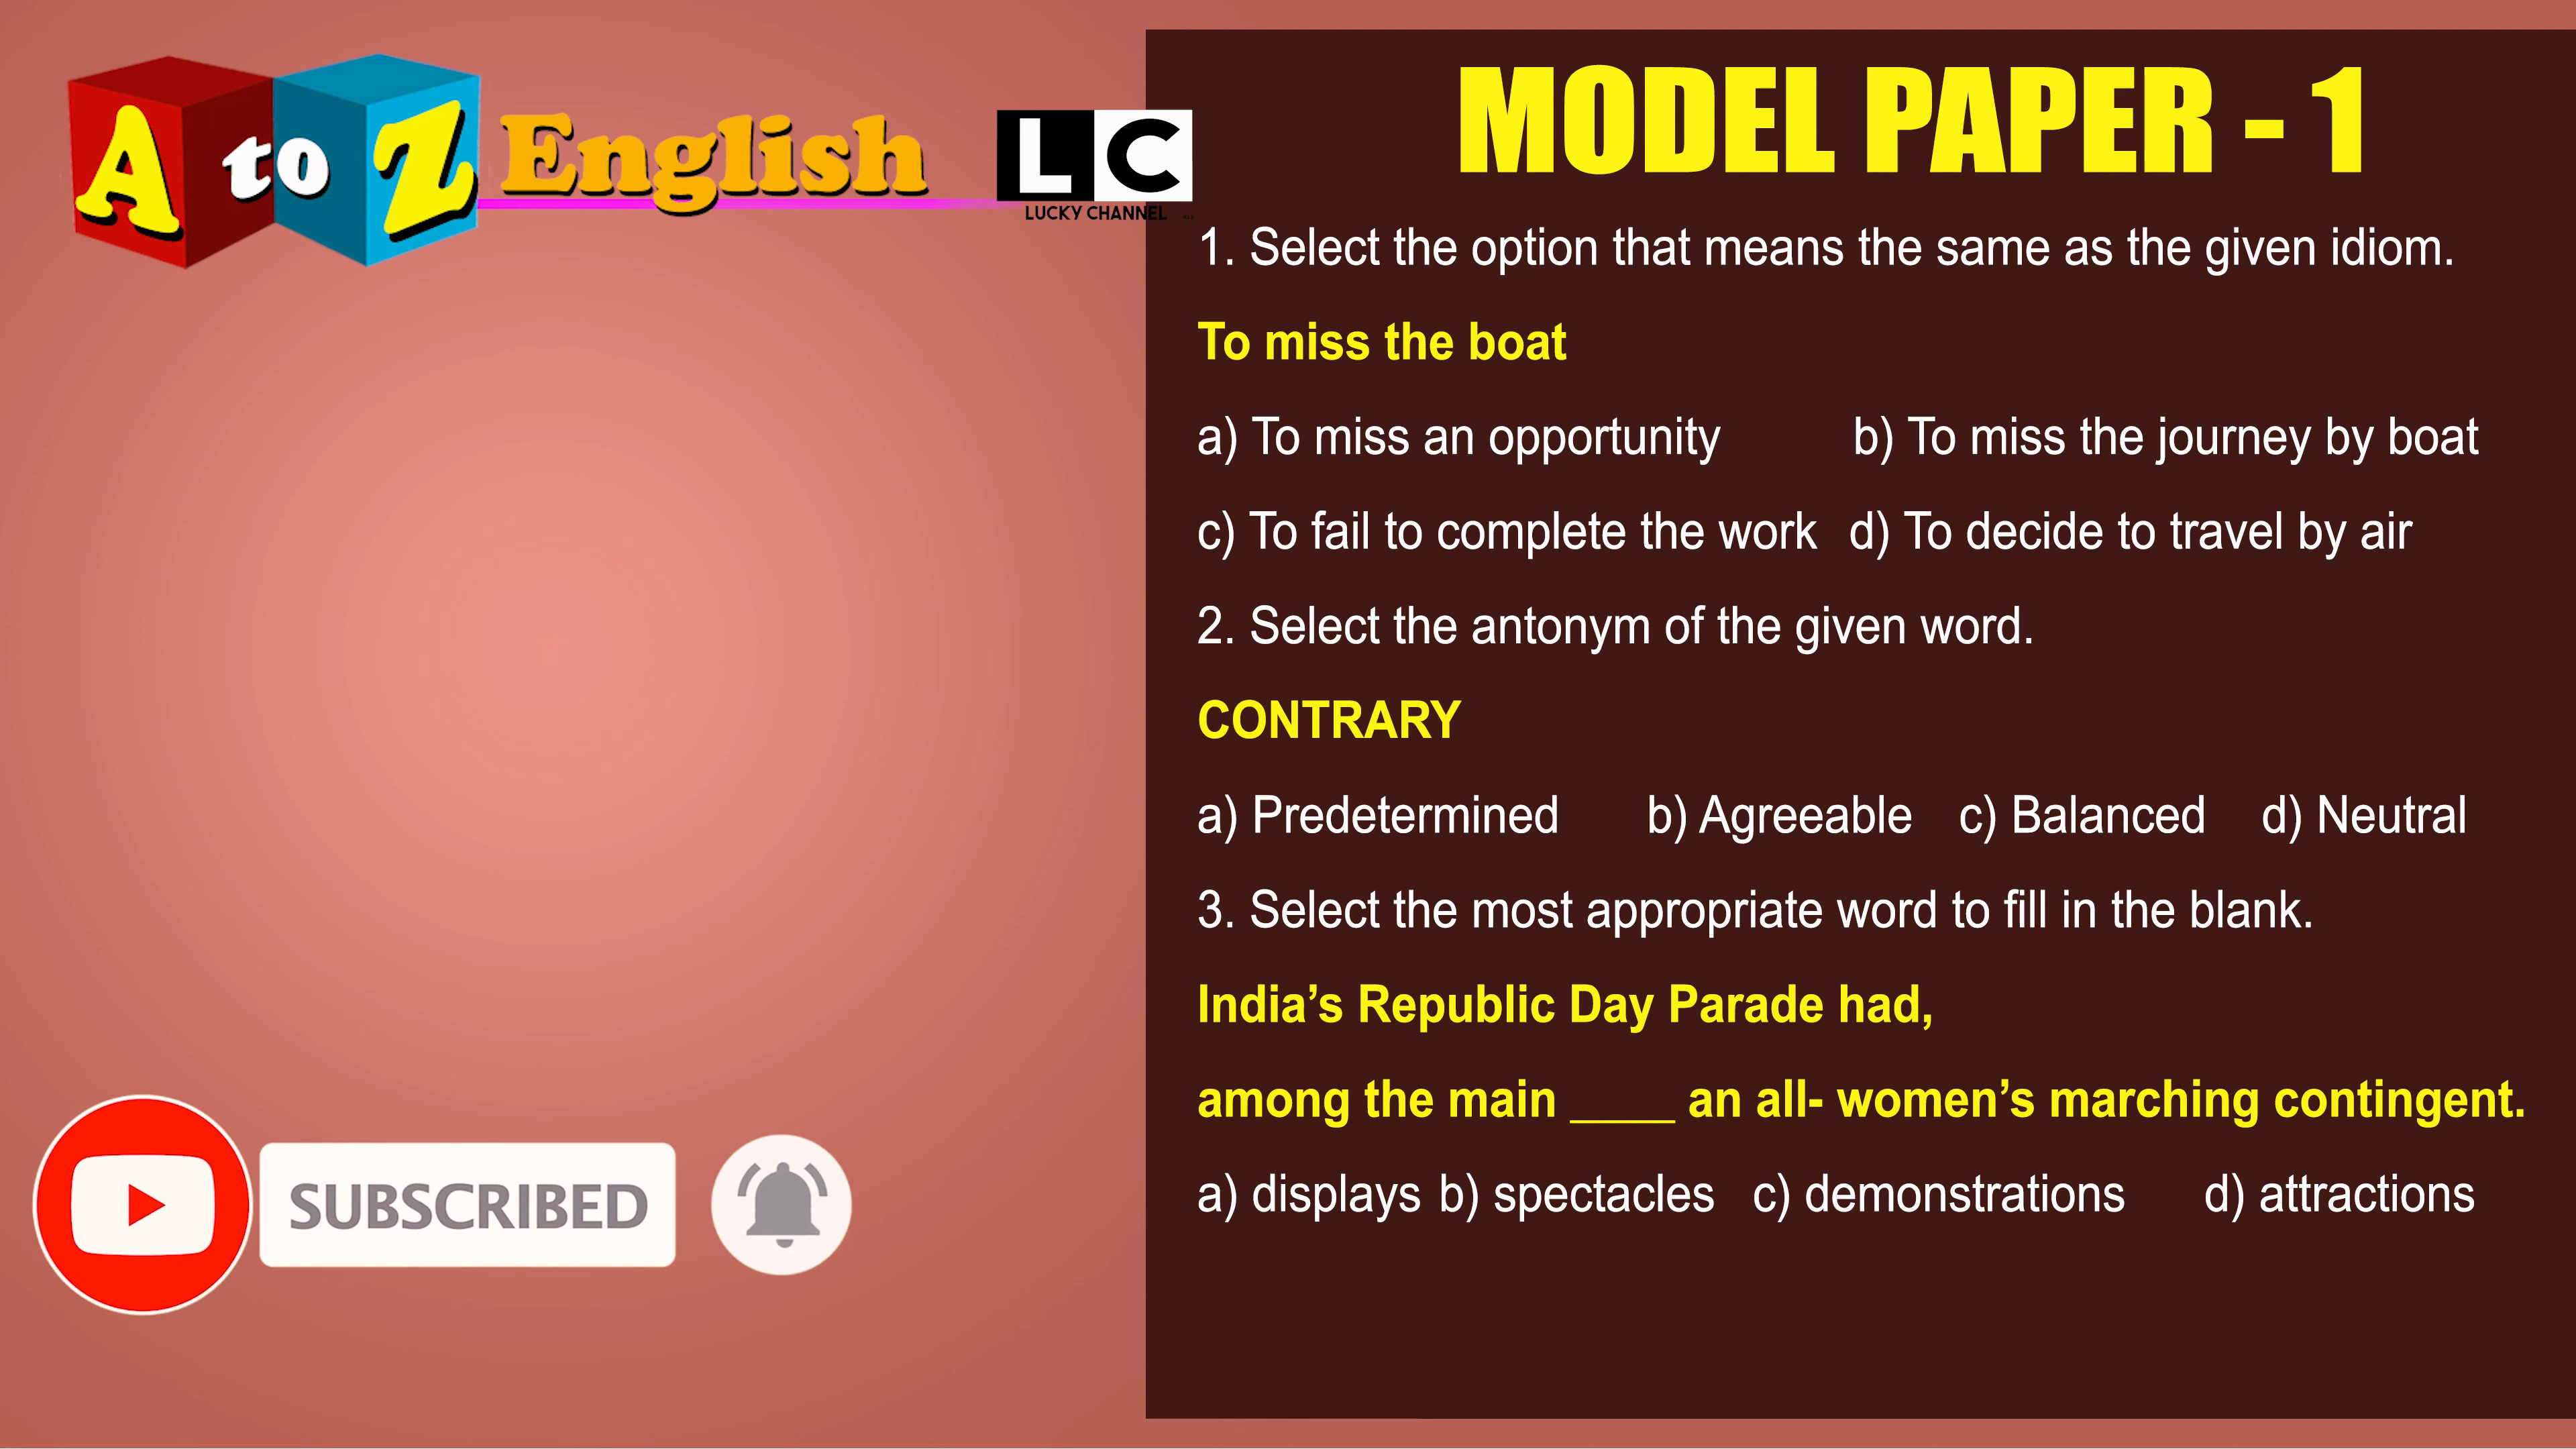 A to Z English
LC
LUCKY CHANNEL
MODEL PAPER - 1
1. Select the option that means the same as the given idiom.
To miss the boat
a) To miss an opportunity b) To miss the journey by boat
c) To fail to complete the work d) To decide to travel by air
2. Select the antonym of the given word.
CONTRARY
a) Predetermined b) Agreeable c) Balanced d) Neutral
3. Select the most appropriate word to fill in the blank.
India’s Republic Day Parade had,
among the main ____ an all- women’s marching contingent.
a) displays b) spectacles c) demonstrations d) attractions
SUBSCRIBED